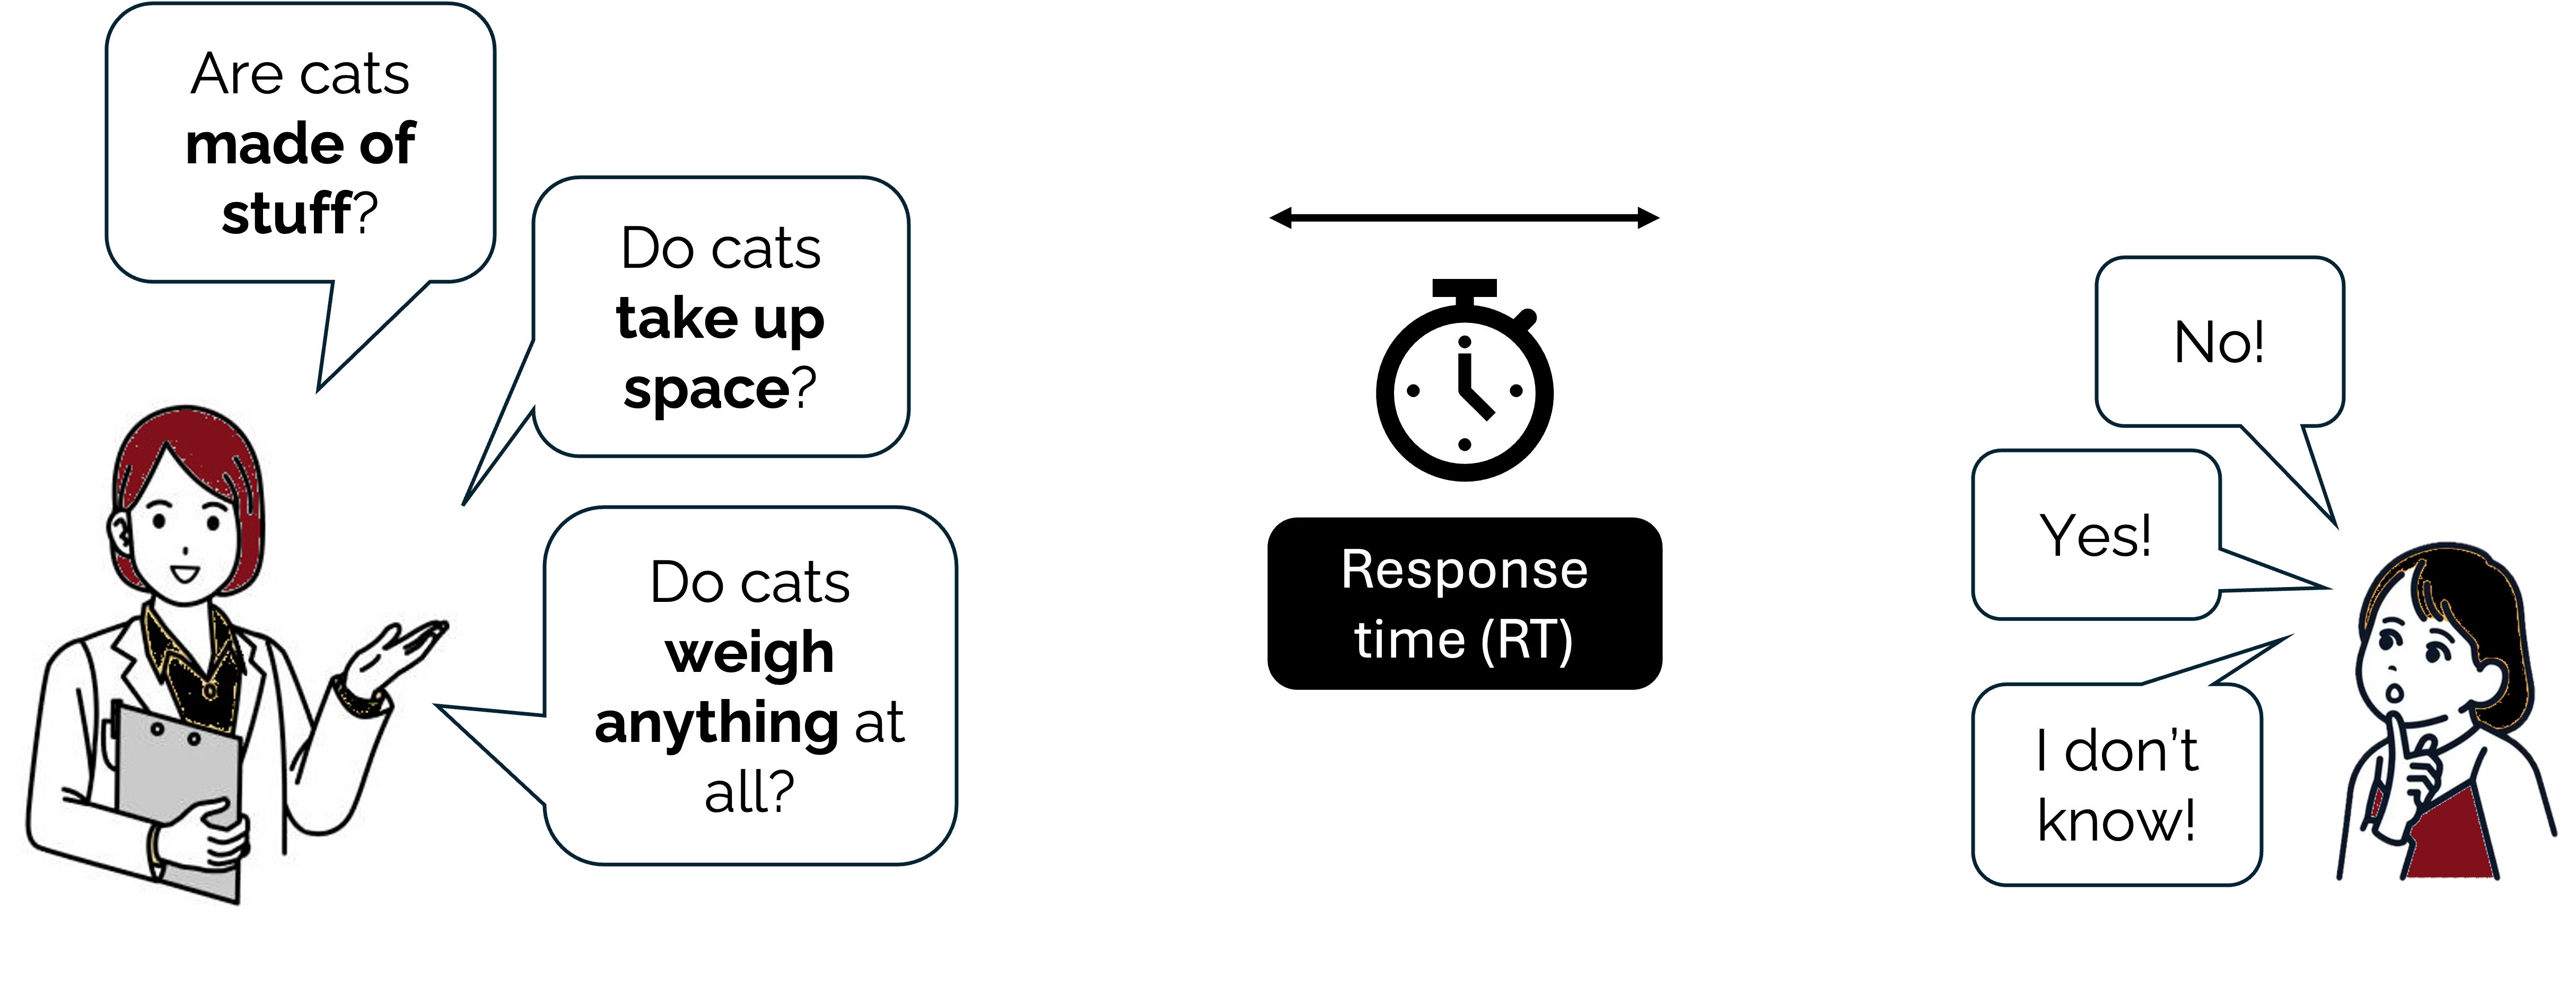 Are cats
made of
stuff?
Do cats
take up
space?
Do cats
weigh
anything at
all?
Response
time (RT)
No!
Yes!
I don’t
know!